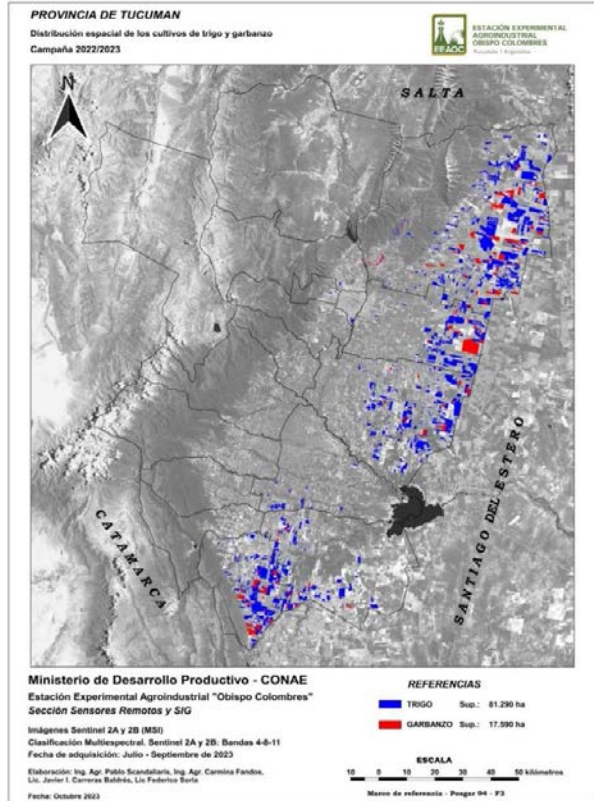 PROVINCIA DE TUCUMAN
Distribución espacial de los cultivos de trigo y garbanzo
Campaña 2022/2023
EEAOC
ESTACIÓN EXPERIMENTAL
AGROINDUSTRIAL
OBISPO COLOMBRES
Tucumán | Argentina
N
SALTA
CATAMARCA
SANTIAGO DEL ESTERO
Ministerio de Desarrollo Productivo - CONAE
Estación Experimental Agroindustrial "Obispo Colombres"
Sección Sensores Remotos y SIG
Imágenes Sentinel 2A y 2B (MSI)
Clasificación Multiespectral. Sentinel 2A y 2B: Bandas 4-8-11
Fecha de adquisición: Julio - Septiembre de 2023
Elaboración: Ing. Agr. Pablo Scandaliaris, Ing. Agr. Carmina Fandos,
Lic. Javier I. Carreras Baldrés, Lic Federico Soria
Fecha: Octubre 2023
REFERENCIAS
TRIGO Sup.: 81.290 ha
GARBANZO Sup.: 17.590 ha
ESCALA
10 0 10 20 30 40 50 kilómetros
Marco de referencia - Posgar 94 - F3